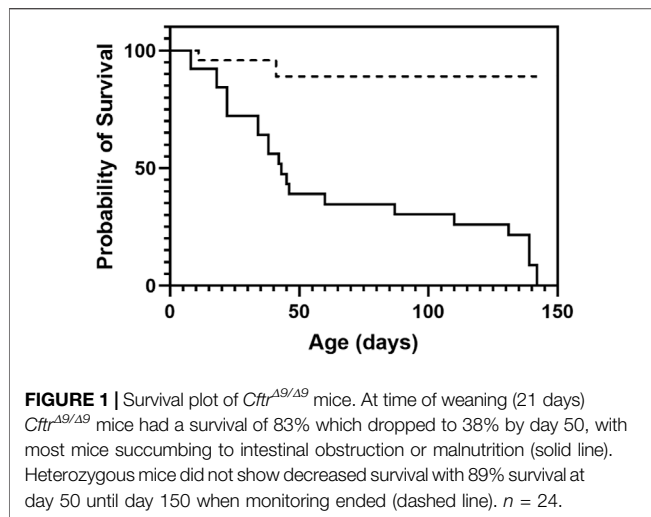 100
50
0
Probability of Survival
0
50
100
150
Age (days)
FIGURE 1 | Survival plot of Cftr^Δ9/Δ9 mice. At time of weaning (21 days)
Cftr^Δ9/Δ9 mice had a survival of 83% which dropped to 38% by day 50, with
most mice succumbing to intestinal obstruction or malnutrition (solid line).
Heterozygous mice did not show decreased survival with 89% survival at
day 50 until day 150 when monitoring ended (dashed line). n = 24.